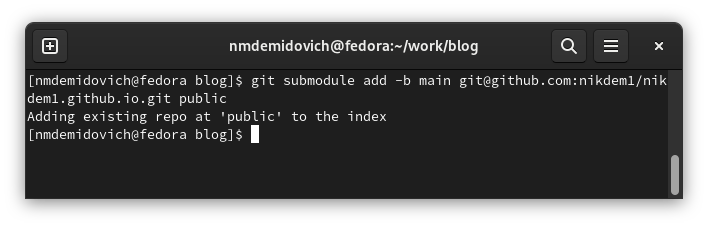 nmdemidovich@fedora:~/work/blog
[nmdemidovich@fedora blog]$ git submodule add -b main git@github.com:nikdem1/nik
dem1.github.io.git public
Adding existing repo at 'public' to the index
[nmdemidovich@fedora blog]$